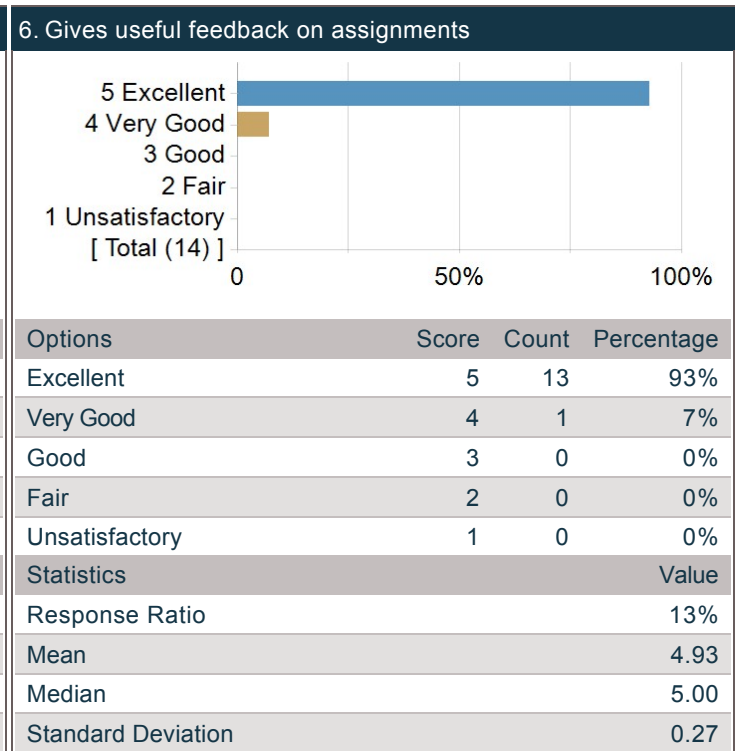 6. Gives useful feedback on assignments
5 Excellent
4 Very Good
3 Good
2 Fair
1 Unsatisfactory
[ Total (14) ]
0 50% 100%
Options Score Count Percentage
Excellent 5 13 93%
Very Good 4 1 7%
Good 3 0 0%
Fair 2 0 0%
Unsatisfactory 1 0 0%
Statistics Value
Response Ratio 13%
Mean 4.93
Median 5.00
Standard Deviation 0.27